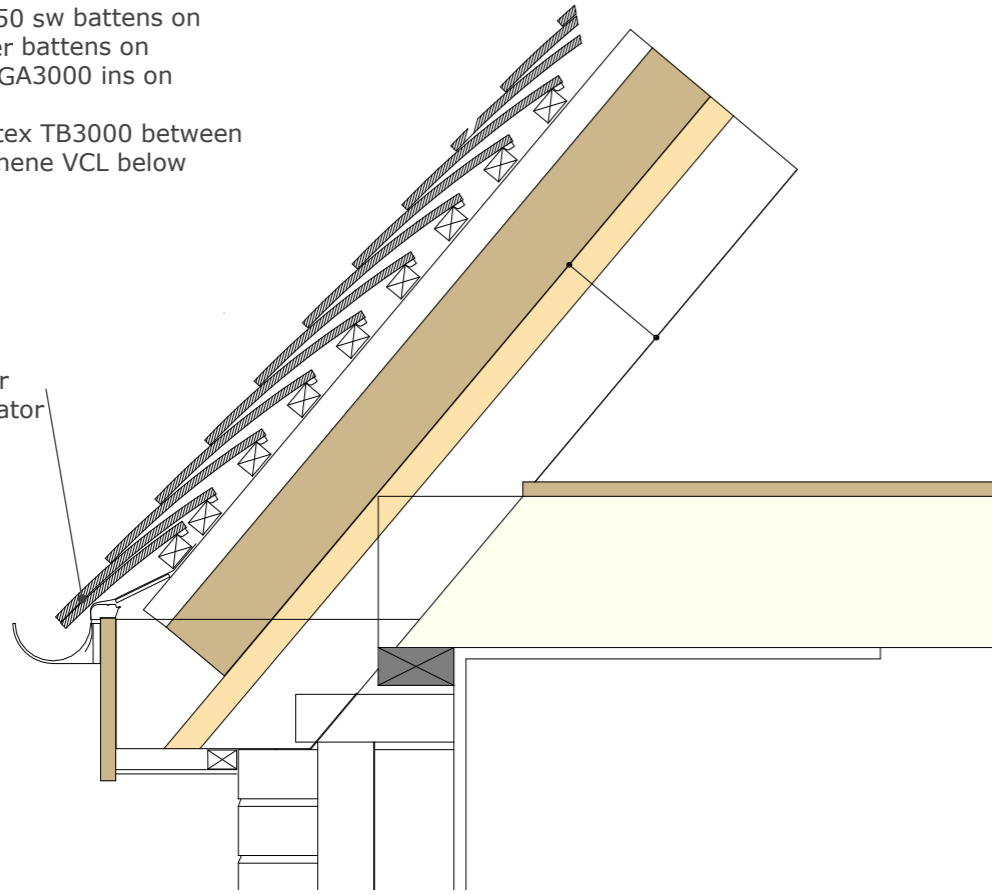 50 sw battens on
er battens on
GA3000 ins on
tex TB3000 between
hene VCL below
r
ator